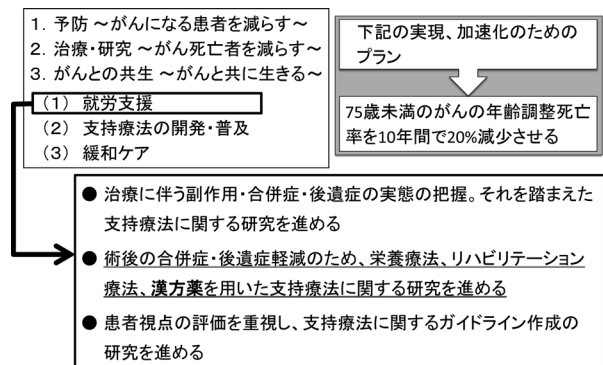 1. 予防 ～がんになる患者を減らす～
2. 治療・研究 ～がん死亡者を減らす～
3. がんとの共生 ～がんと共に生きる～
(1) 就労支援
(2) 支持療法の開発・普及
(3) 緩和ケア
下記の実現、加速化のための
プラン
75歳未満のがんの年齢調整死亡
率を10年間で20%減少させる
● 治療に伴う副作用・合併症・後遺症の実態の把握。それを踏まえた
支持療法に関する研究を進める
● 術後の合併症・後遺症軽減のため、栄養療法、リハビリテーション
療法、漢方薬を用いた支持療法に関する研究を進める
● 患者視点の評価を重視し、支持療法に関するガイドライン作成の
研究を進める